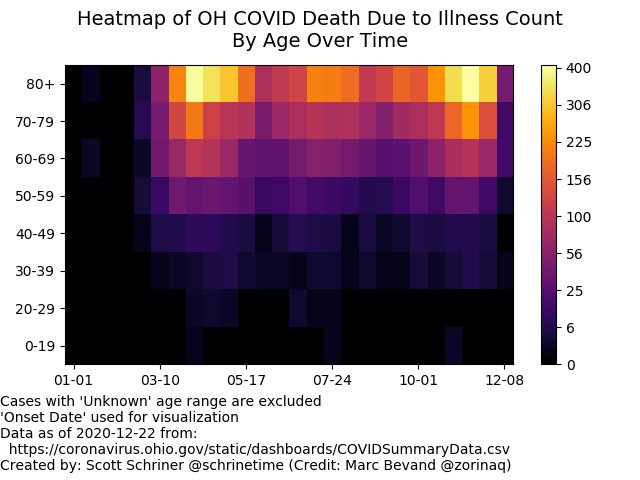 Heatmap of OH COVID Death Due to Illness Count
By Age Over Time
80+
70-79
60-69
50-59
40-49
30-39
20-29
0-19
01-01 03-10 05-17 07-24 10-01 12-08
400
306
225
156
100
56
25
6
0
Cases with 'Unknown' age range are excluded
'Onset Date' used for visualization
Data as of 2020-12-22 from:
https://coronavirus.ohio.gov/static/dashboards/COVIDSummaryData.csv
Created by: Scott Schriner @schrinetime (Credit: Marc Bevand @zorinaq)